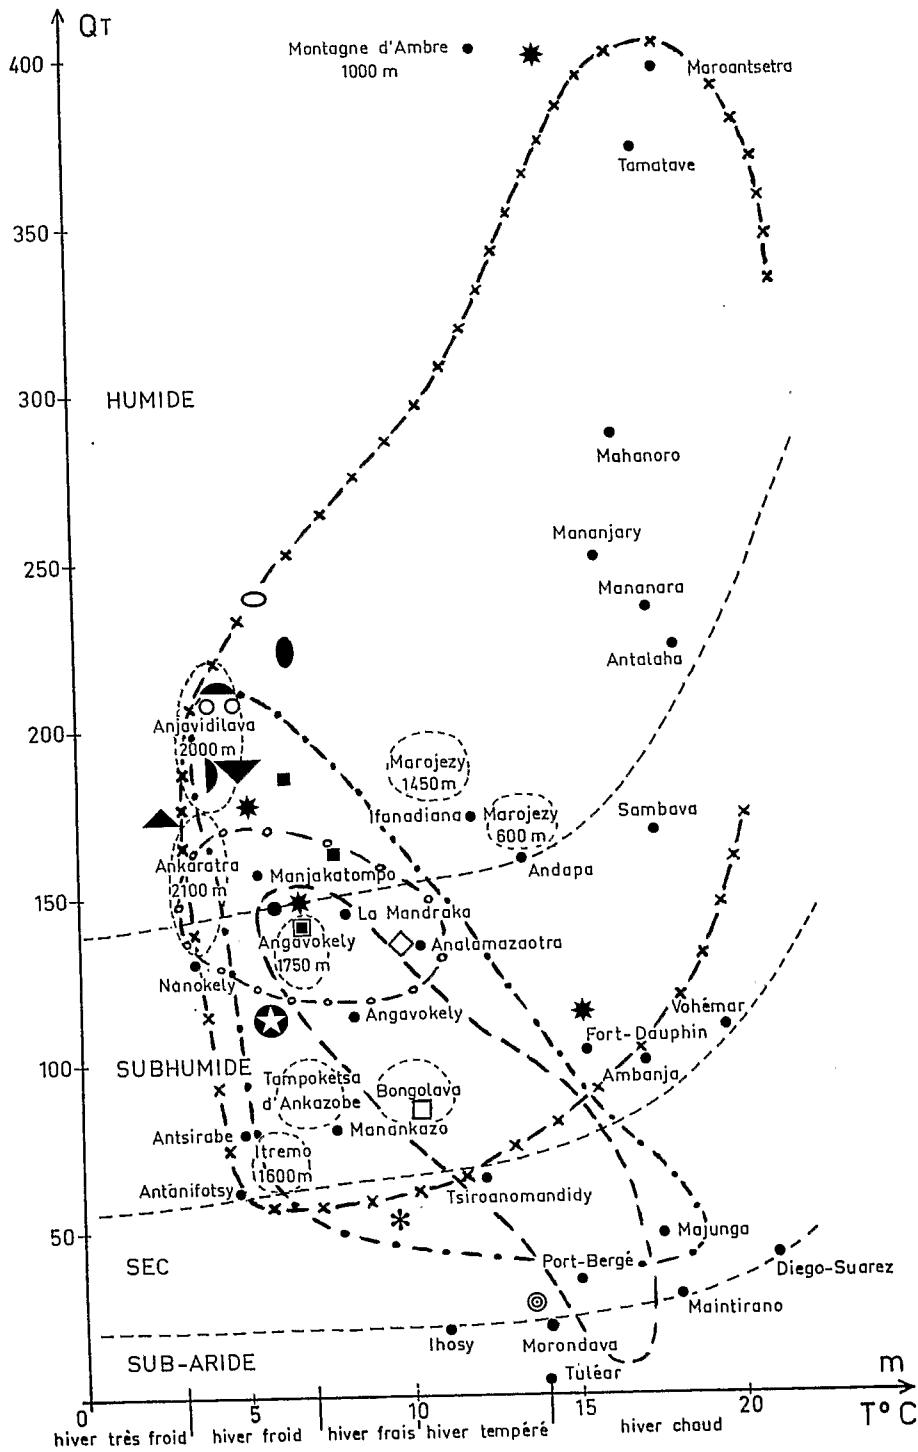 QT
Montagne d'Ambre
1000 m
400
Maroantsetra
Tamatave
350
300
HUMIDE
Mahanoro
Mananjary
250
Mananara
Antalaha
200
Anjavidilava
2000 m
Marojezy
1450m
Ifanadiana
Marojezy
600 m
Sambava
Ankaratra
2100 m
Manjakatompo
Andapa
150
La Mandraka
Angavokely
1750 m
Analamazaotra
Nanokely
Angavokely
Vohémar
Fort-Dauphin
100
SUBHUMIDE
Tampoketsa
d'Ankazobe
Bongolava
Ambanja
Antsirabe
Manankazo
Itremo
1600m
Antanifotsy
Tsiroanomandidy
50
Majunga
SEC
Port-Bergé
Diego-Suarez
Maintirano
Ihosy
Morondava
SUB-ARIDE
Tuléar
m
0
5
10
15
20
T° C
hiver très froid
hiver froid
hiver frais
hiver tempéré
hiver chaud